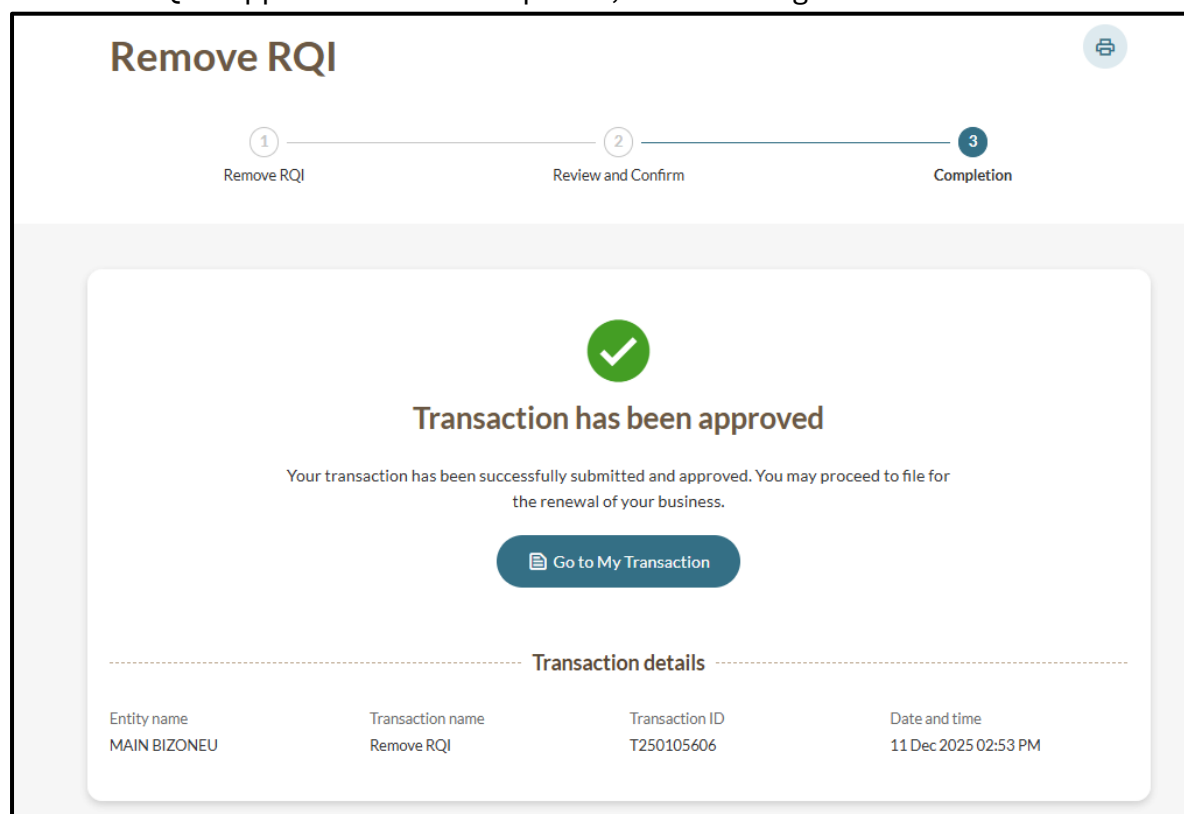 Remove RQI
1
2
3
Remove RQI
Review and Confirm
Completion
Transaction has been approved
Your transaction has been successfully submitted and approved. You may proceed to file for
the renewal of your business.
Go to My Transaction
Transaction details
Entity name
Transaction name
Transaction ID
Date and time
MAIN BIZONEU
Remove RQI
T250105606
11 Dec 2025 02:53 PM